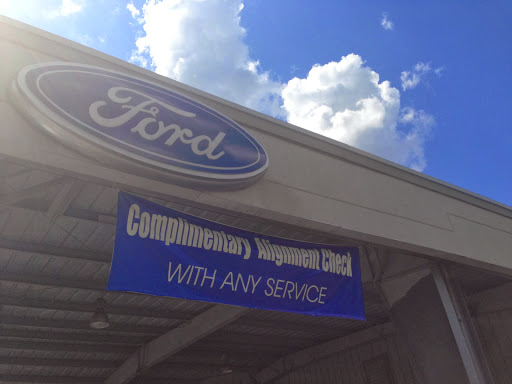 Ford
Complimentary Alignment Check
WITH ANY SERVICE